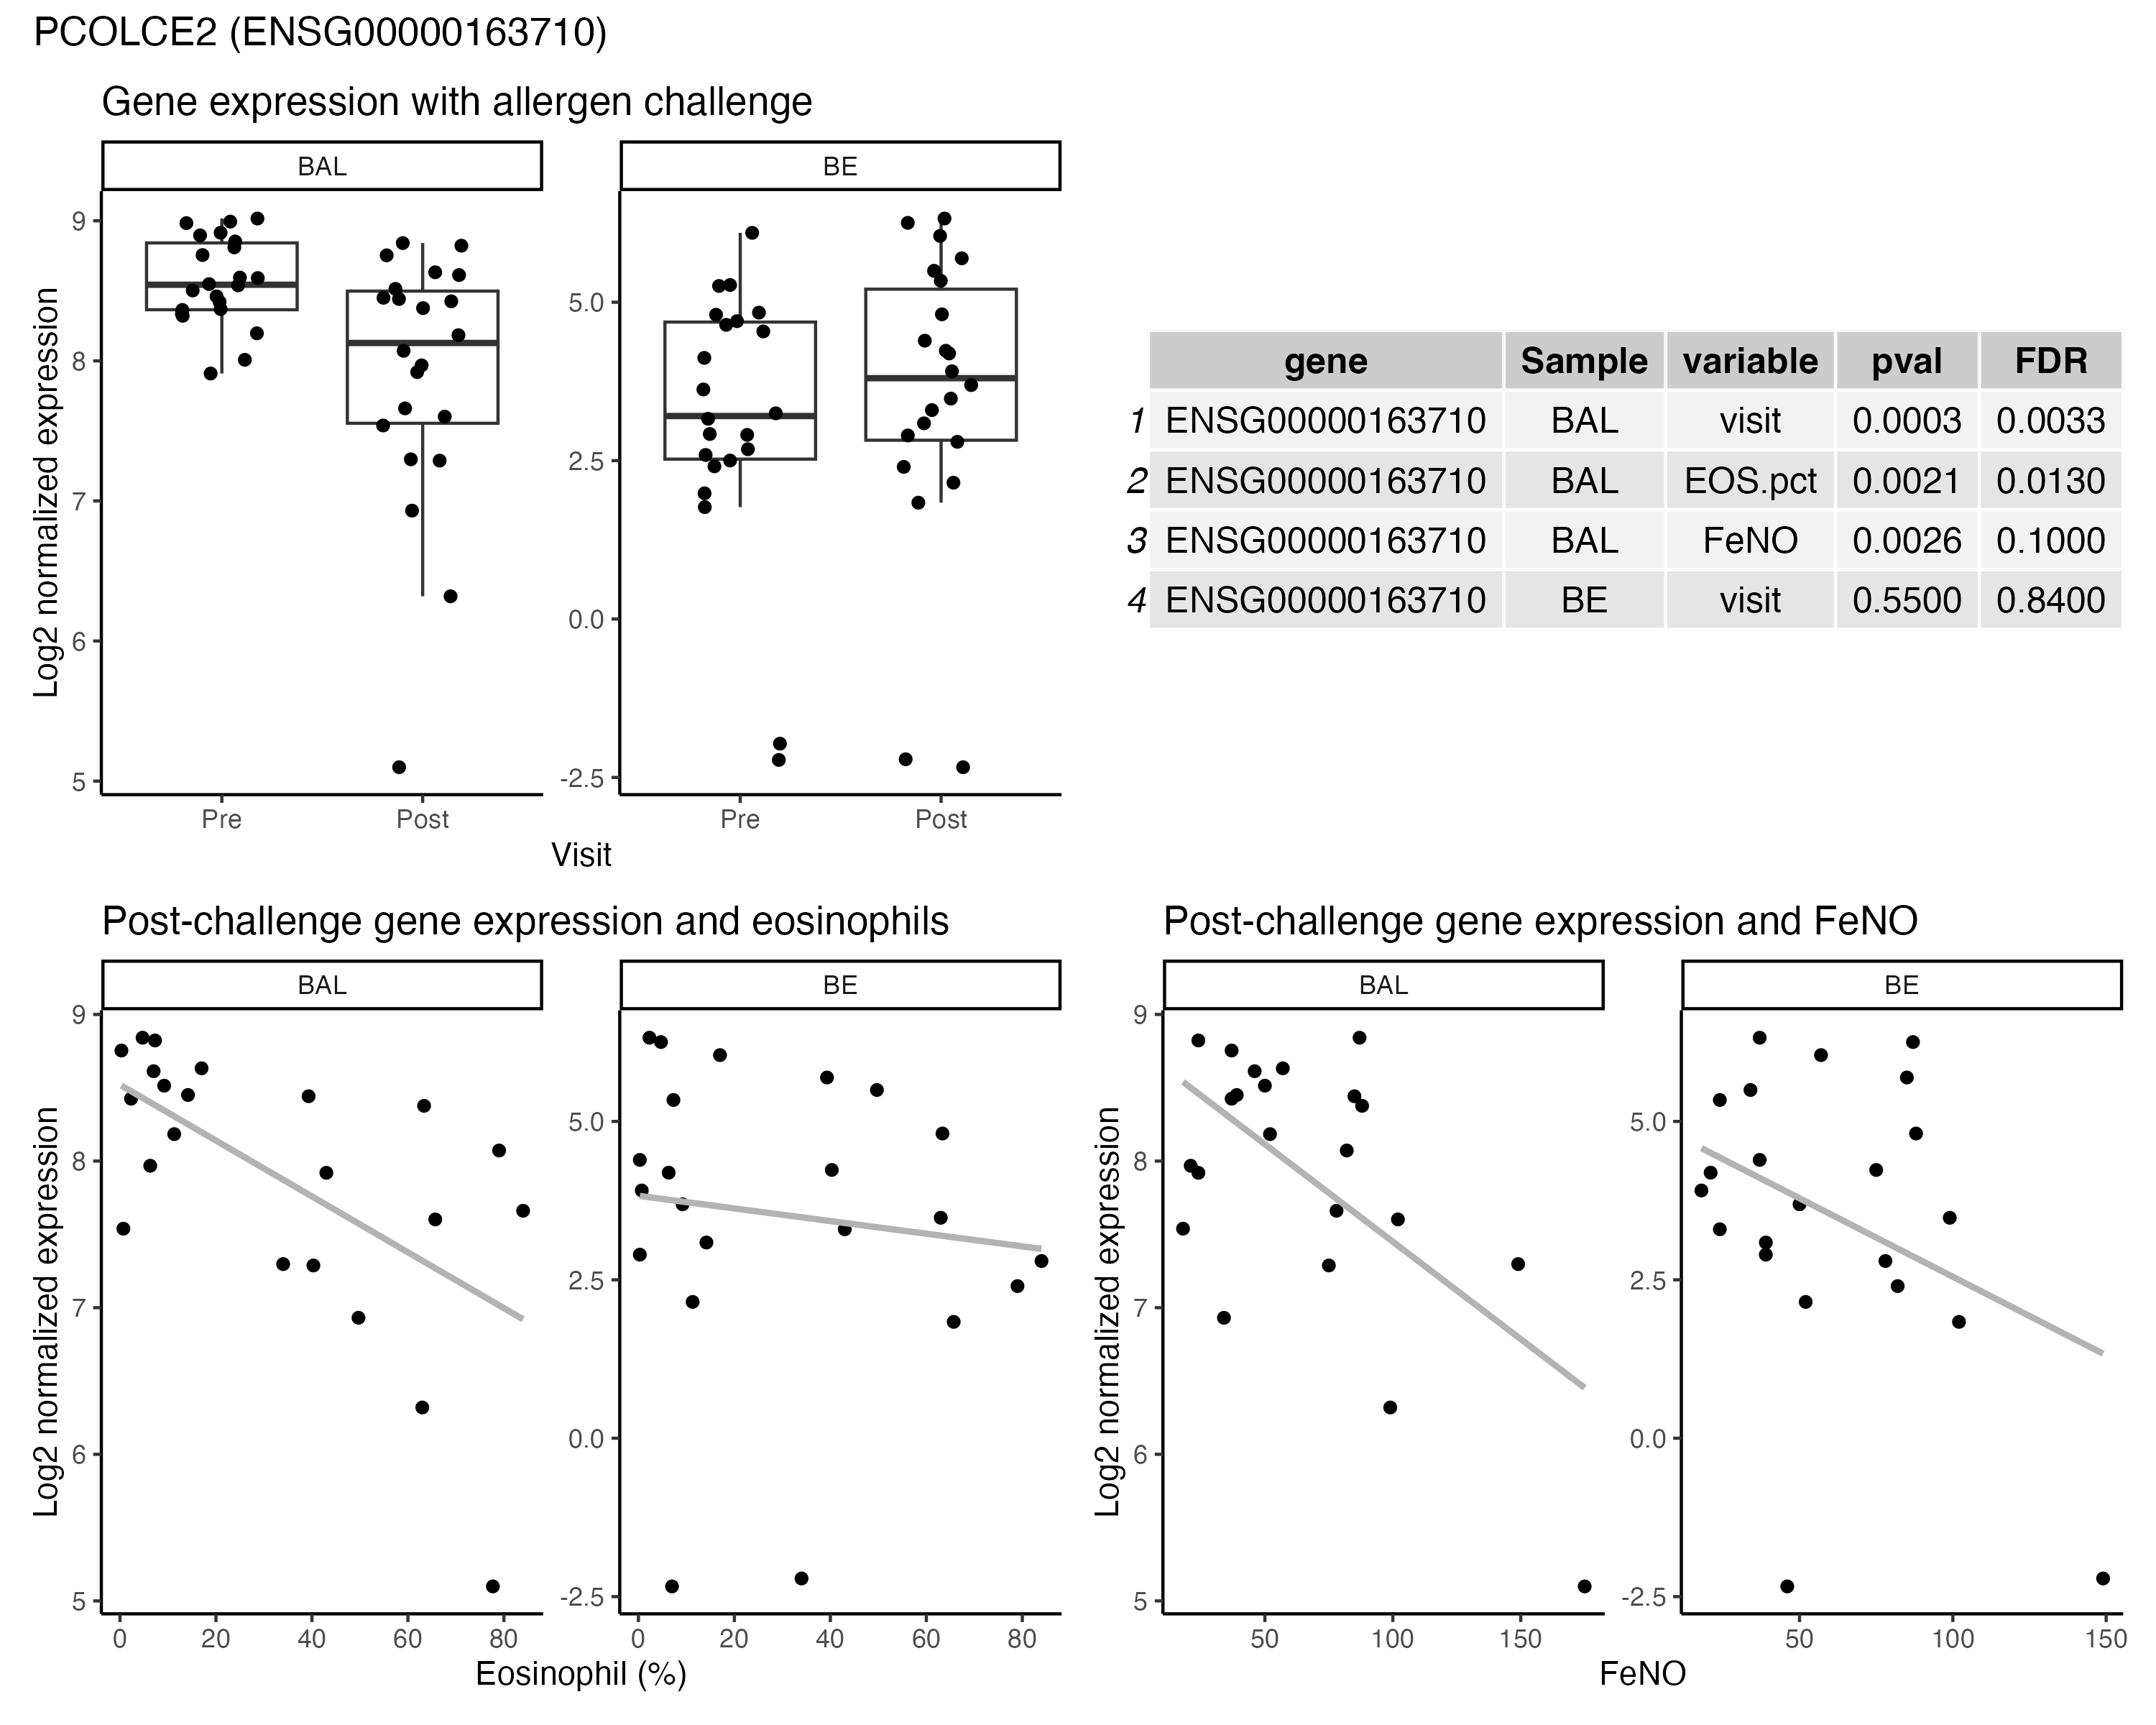 PCOLCE2 (ENSG00000163710)
Gene expression with allergen challenge
BAL
BE
Log2 normalized expression
9
8
7
6
5
5.0
2.5
0.0
-2.5
Pre
Post
Pre
Post
Visit
gene Sample variable pval FDR
1 ENSG00000163710 BAL visit 0.0003 0.0033
2 ENSG00000163710 BAL EOS.pct 0.0021 0.0130
3 ENSG00000163710 BAL FeNO 0.0026 0.1000
4 ENSG00000163710 BE visit 0.5500 0.8400
Post-challenge gene expression and eosinophils
BAL
BE
Log2 normalized expression
9
8
7
6
5
5.0
2.5
0.0
-2.5
0 20 40 60 80
0 20 40 60 80
Eosinophil (%)
Post-challenge gene expression and FeNO
BAL
BE
Log2 normalized expression
9
8
7
6
5
5.0
2.5
0.0
-2.5
50 100 150
50 100 150
FeNO